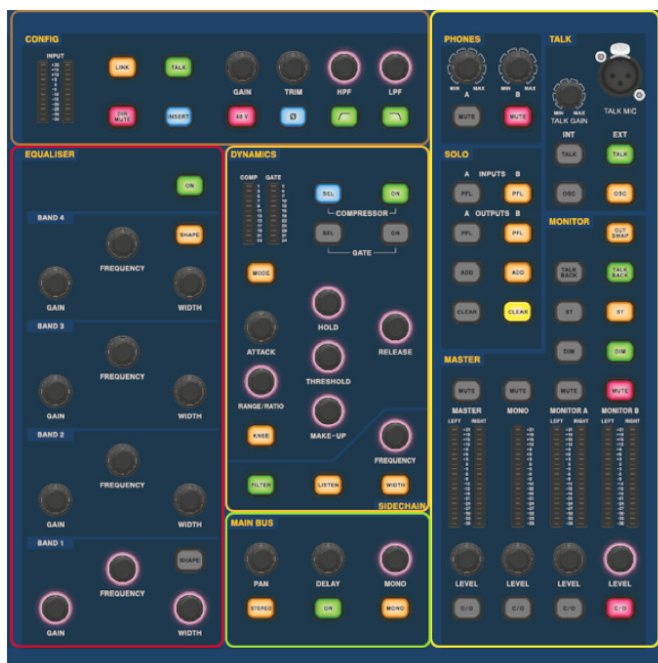 CONFIG
INPUT
LINK
TALK
GAIN
TRIM
HPF
LPF
DIR MUTE
INSERT
48 V
Ø
EQUALISER
ON
BAND 4
SHAPE
FREQUENCY
GAIN
WIDTH
BAND 3
FREQUENCY
GAIN
WIDTH
BAND 2
FREQUENCY
GAIN
WIDTH
BAND 1
SHAPE
FREQUENCY
GAIN
WIDTH
DYNAMICS
COMP GATE
SEL
ON
COMPRESSOR
SEL
ON
GATE
MODE
HOLD
ATTACK
RELEASE
THRESHOLD
RANGE/RATIO
KNEE
MAKE-UP
FREQUENCY
FILTER
LISTEN
WIDTH
SIDECHAIN
MAIN BUS
PAN
DELAY
MONO
STEREO
ON
MONO
PHONES
MIN MAX
MIN MAX
A
B
MUTE
MUTE
SOLO
A INPUTS B
PFL
PFL
A OUTPUTS B
PFL
PFL
ADD
ADD
CLEAR
CLEAR
TALK
MIN MAX
TALK GAIN
TALK MIC
INT
EXT
TALK
TALK
OSC
OSC
MONITOR
CUT SWAP
TALK BACK
TALK BACK
ST
ST
DIM
DIM
MASTER
MUTE
MUTE
MUTE
MUTE
MASTER
MONO
MONITOR A
MONITOR B
LEFT RIGHT
LEFT RIGHT
LEFT RIGHT
LEVEL
LEVEL
LEVEL
LEVEL
C/O
C/O
C/O
C/O